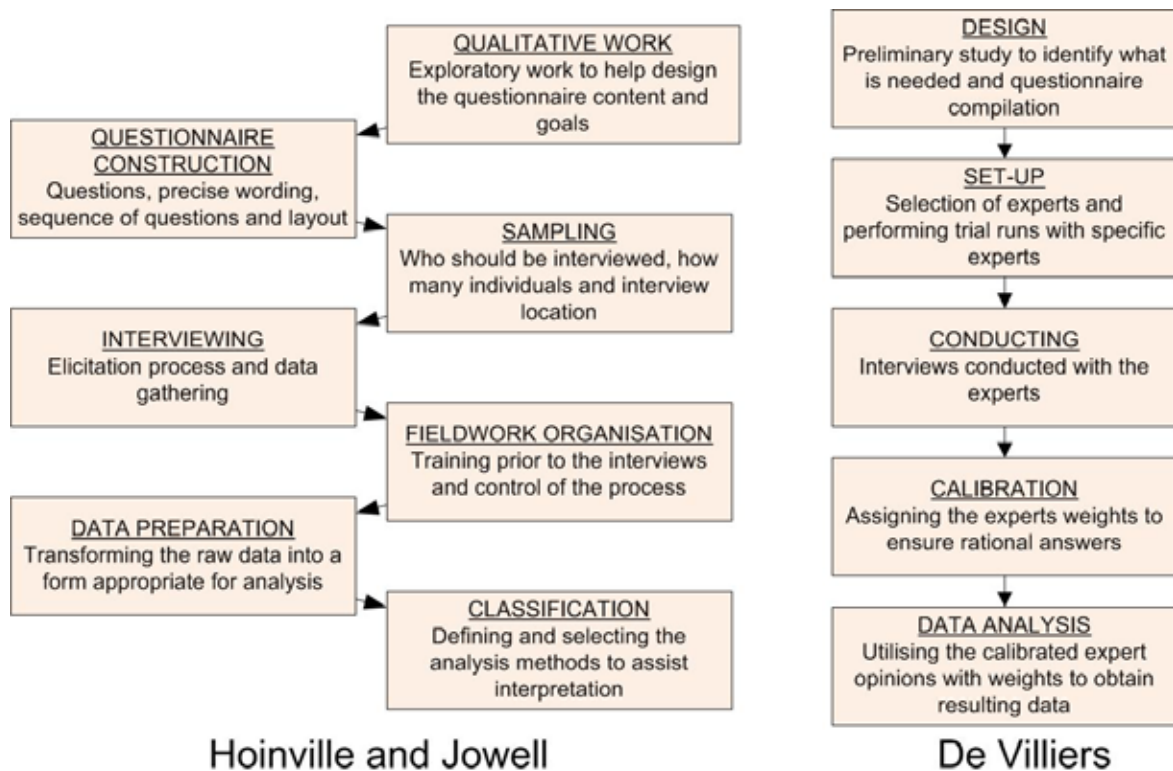 QUALITATIVE WORK
Exploratory work to help design
the questionnaire content and
goals
QUESTIONNAIRE
CONSTRUCTION
Questions, precise wording,
sequence of questions and layout
SAMPLING
Who should be interviewed, how
many individuals and interview
location
INTERVIEWING
Elicitation process and data
gathering
FIELDWORK ORGANISATION
Training prior to the interviews
and control of the process
DATA PREPARATION
Transforming the raw data into a
form appropriate for analysis
CLASSIFICATION
Defining and selecting the
analysis methods to assist
interpretation
Hoinville and Jowell
DESIGN
Preliminary study to identify what
is needed and questionnaire
compilation
SET-UP
Selection of experts and
performing trial runs with specific
experts
CONDUCTING
Interviews conducted with the
experts
CALIBRATION
Assigning the experts weights to
ensure rational answers
DATA ANALYSIS
Utilising the calibrated expert
opinions with weights to obtain
resulting data
De Villiers